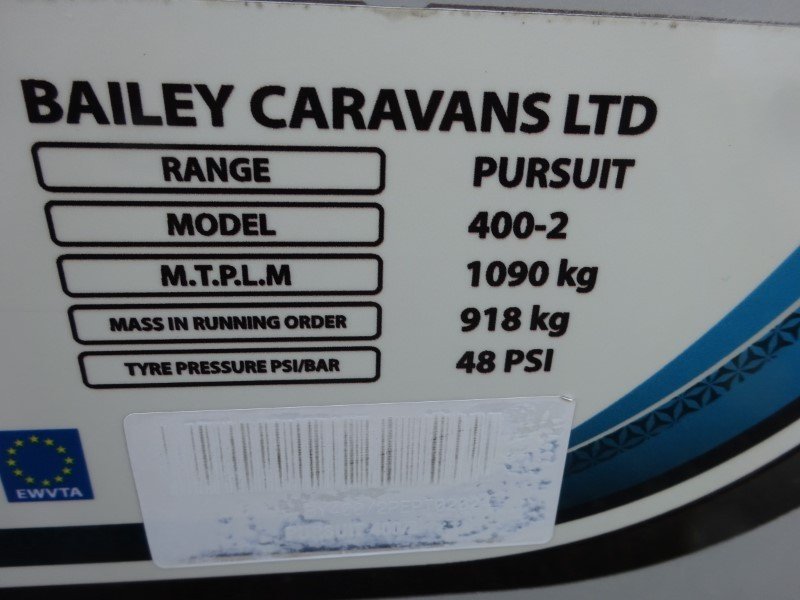 BAILEY CARAVANS LTD
RANGE PURSUIT
MODEL 400-2
M.T.P.L.M 1090 kg
MASS IN RUNNING ORDER 918 kg
TYRE PRESSURE PSI/BAR 48 PSI
EWVTA